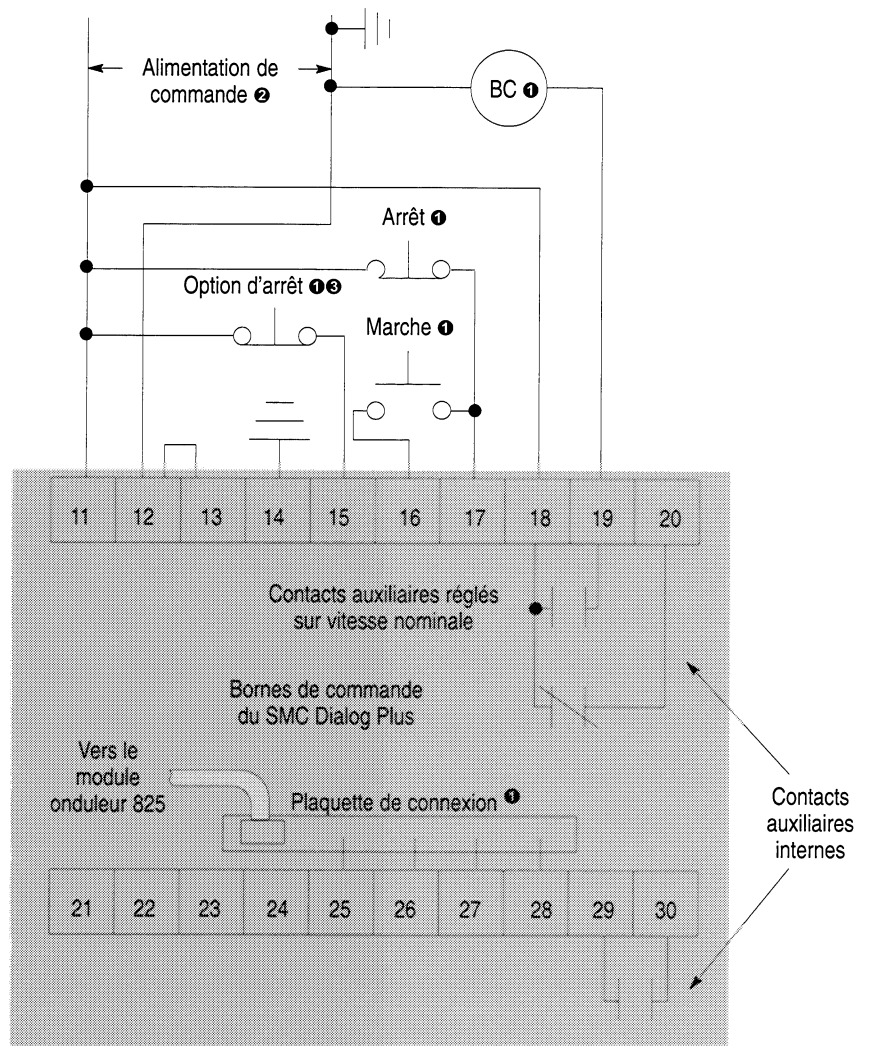 Alimentation de
commande ❷
BC ❶
Arrêt ❶
Option d'arrêt ❶❸
Marche ❶
11 12 13 14 15 16 17 18 19 20
Contacts auxiliaires réglés
sur vitesse nominale
Bornes de commande
du SMC Dialog Plus
Vers le
module
onduleur 825
Plaquette de connexion ❶
Contacts
auxiliaires
internes
21 22 23 24 25 26 27 28 29 30